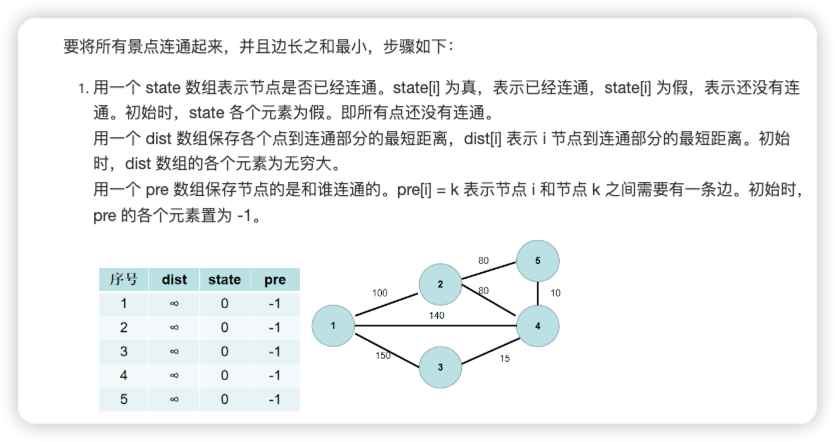 要将所有景点连通起来，并且边长之和最小，步骤如下：
1. 用一个 state 数组表示节点是否已经连通。state[i] 为真，表示已经连通，state[i] 为假，表示还没有连
通。初始时，state 各个元素为假。即所有点还没有连通。
用一个 dist 数组保存各个点到连通部分的最短距离，dist[i] 表示 i 节点到连通部分的最短距离。初始
时，dist 数组的各个元素为无穷大。
用一个 pre 数组保存节点的是和谁连通的。pre[i] = k 表示节点 i 和节点 k 之间需要有一条边。初始时，
pre 的各个元素置为 -1。
序号 dist state pre
1 ∞ 0 -1
2 ∞ 0 -1
3 ∞ 0 -1
4 ∞ 0 -1
5 ∞ 0 -1
80
5
2
80
10
100
140
1
4
150
15
3